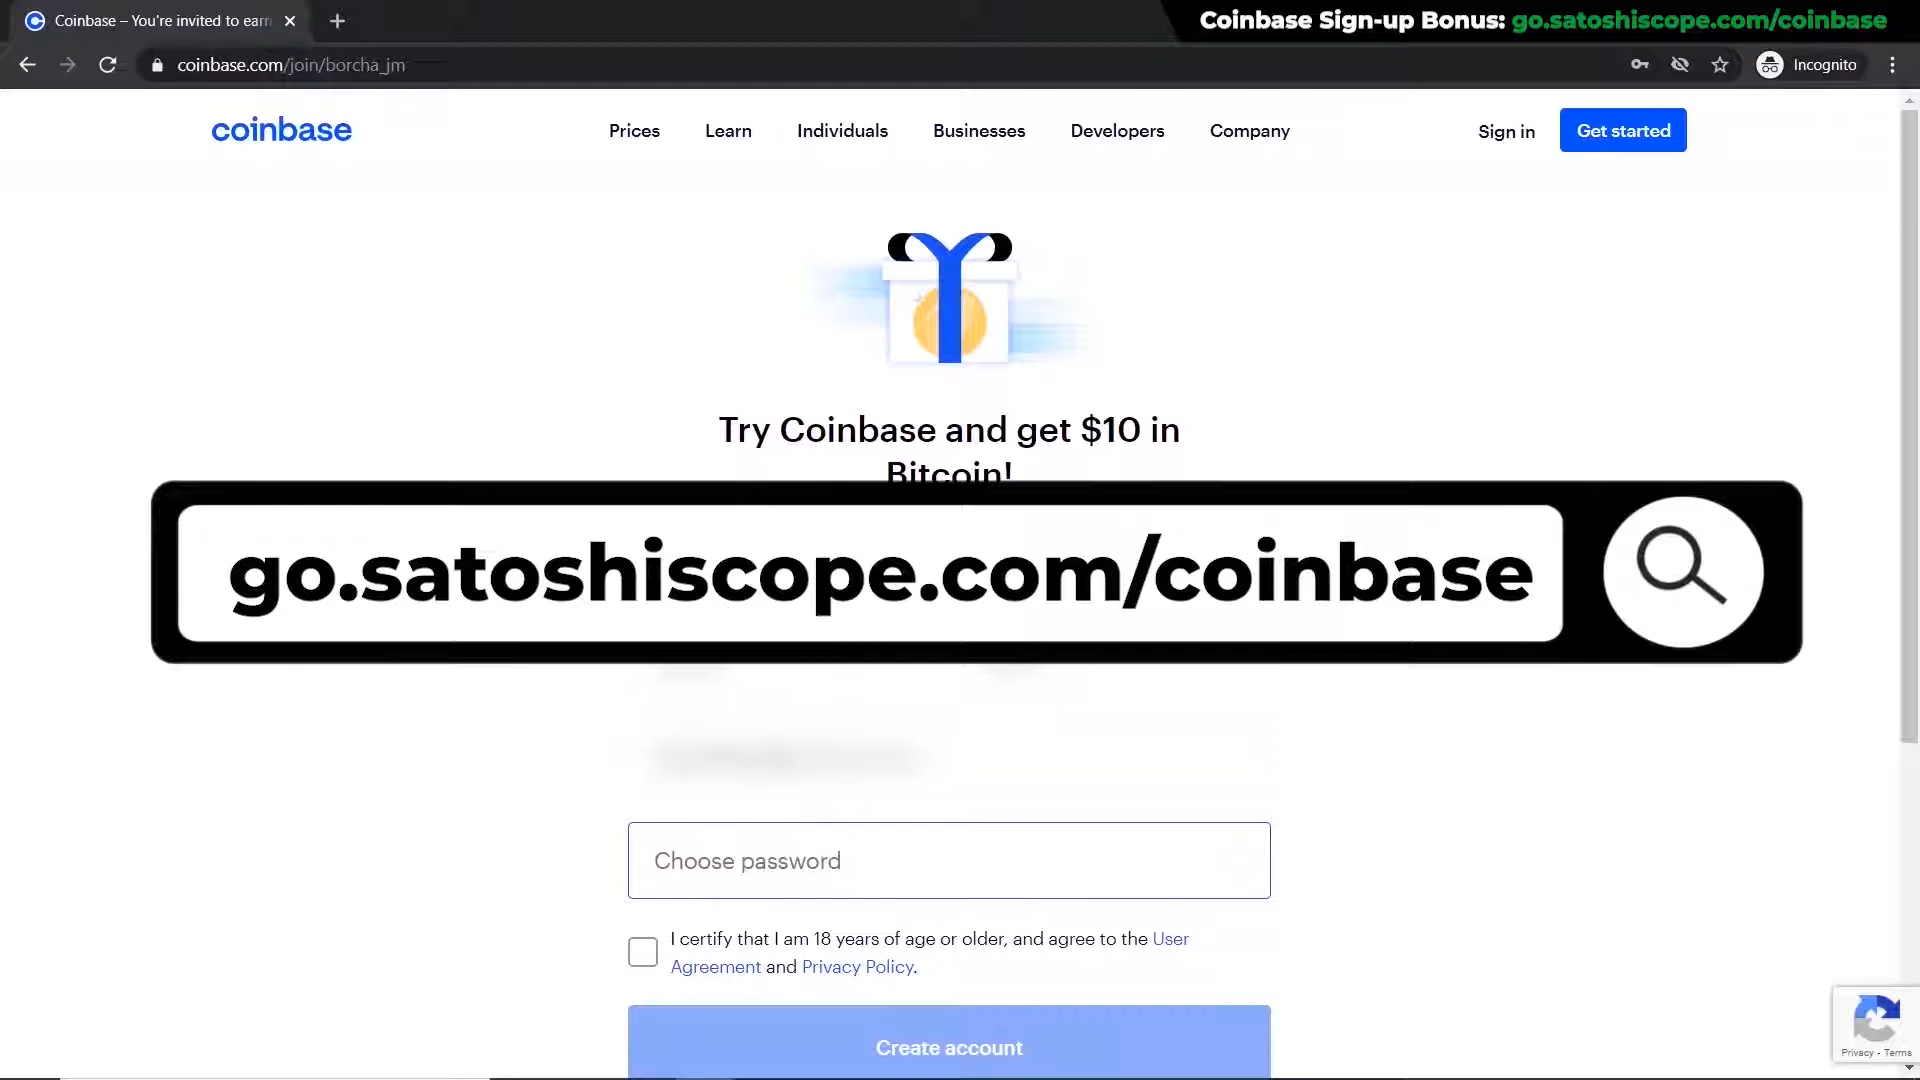 Coinbase – You're invited to earn
Coinbase Sign-up Bonus: go.satoshiscope.com/coinbase
coinbase.com/join/borcha_jm
Incognito
coinbase
Prices
Learn
Individuals
Businesses
Developers
Company
Sign in
Get started
Try Coinbase and get $10 in
Bitcoin!
go.satoshiscope.com/coinbase
Choose password
I certify that I am 18 years of age or older, and agree to the User
Agreement and Privacy Policy.
Create account
Privacy - Terms